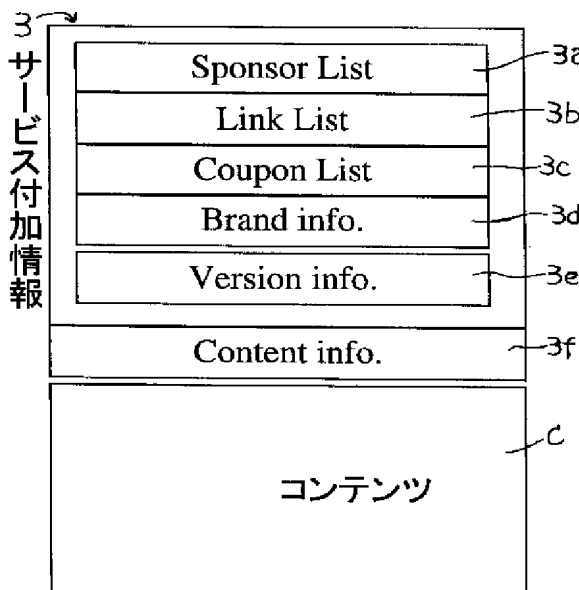 3
サービス付加情報
Sponsor List 3a
Link List 3b
Coupon List 3c
Brand info. 3d
Version info. 3e
Content info. 3f
C
コンテンツ